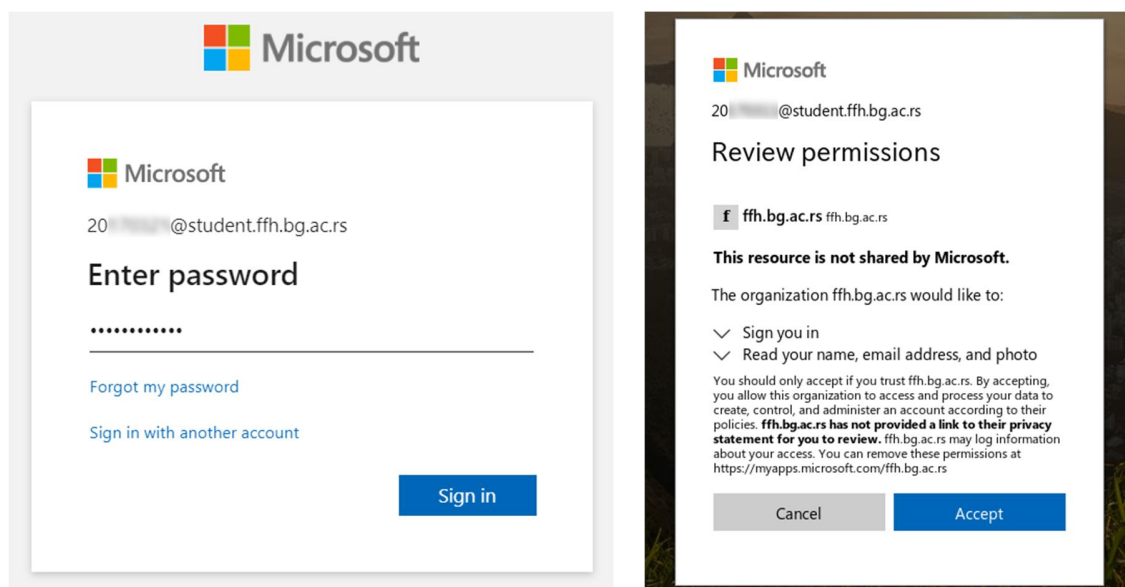 Microsoft
Microsoft
20 @student.ffh.bg.ac.rs
Enter password
••••••••••••
Forgot my password
Sign in with another account
Sign in
Microsoft
20 @student.ffh.bg.ac.rs
Review permissions
f ffh.bg.ac.rs ffh.bg.ac.rs
This resource is not shared by Microsoft.
The organization ffh.bg.ac.rs would like to:
Sign you in
Read your name, email address, and photo
You should only accept if you trust ffh.bg.ac.rs. By accepting,
you allow this organization to access and process your data to
create, control, and administer an account according to their
policies. ffh.bg.ac.rs has not provided a link to their privacy
statement for you to review. ffh.bg.ac.rs may log information
about your access. You can remove these permissions at
https://myapps.microsoft.com/ffh.bg.ac.rs
Cancel
Accept